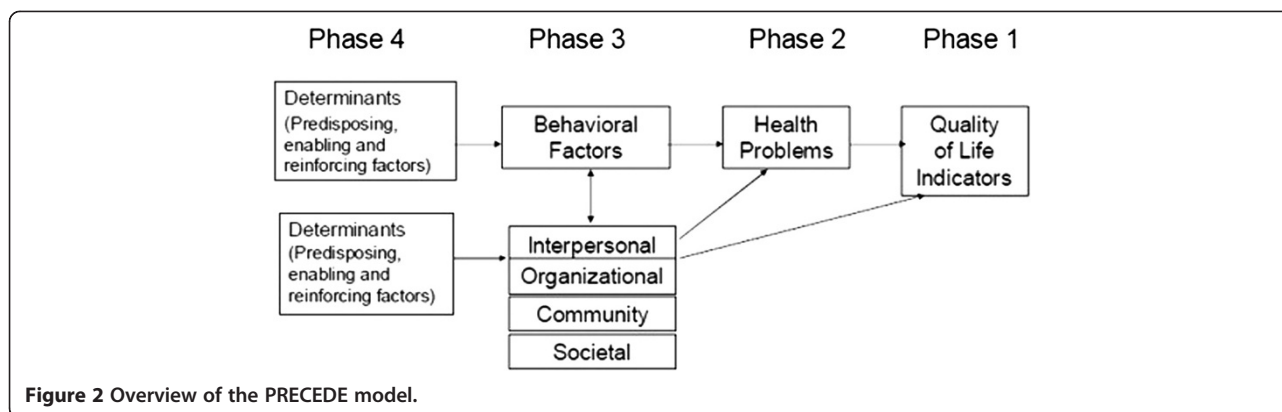 Phase 4 Phase 3 Phase 2 Phase 1
Determinants
(Predisposing,
enabling and
reinforcing factors)
Behavioral
Factors
Health
Problems
Quality
of Life
Indicators
Determinants
(Predisposing,
enabling and
reinforcing factors)
Interpersonal
Organizational
Community
Societal
Figure 2 Overview of the PRECEDE model.